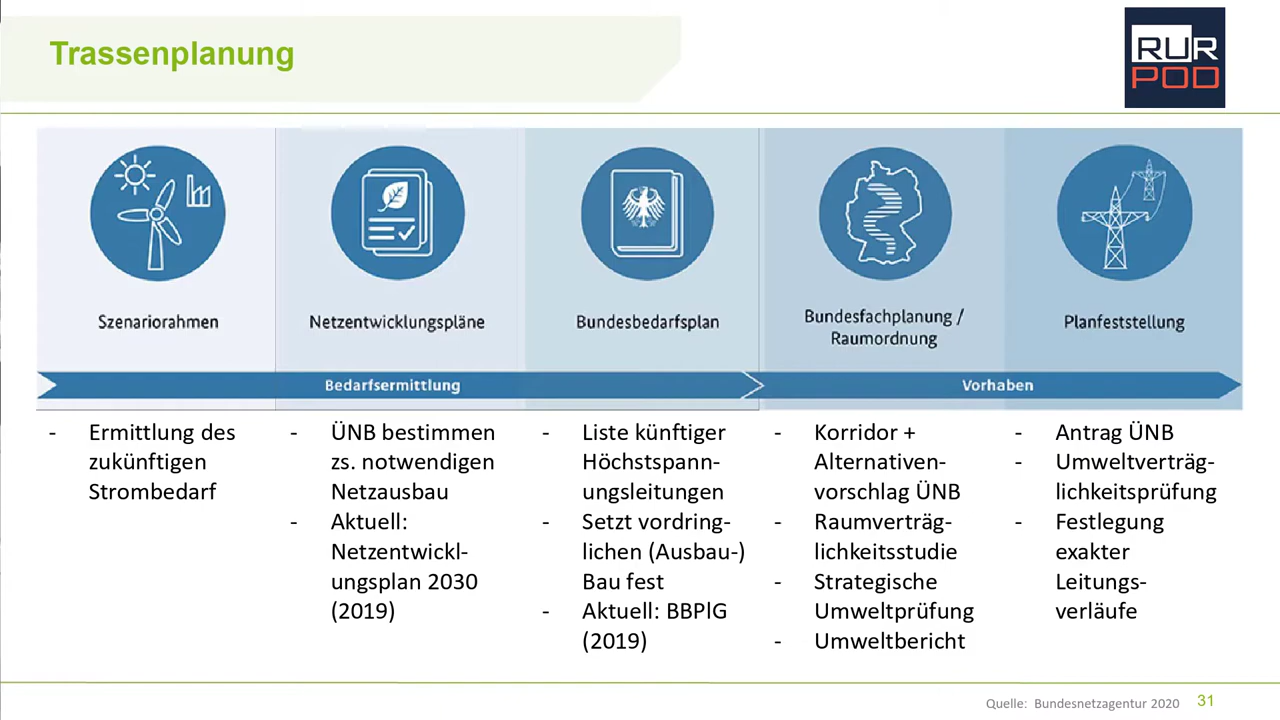 Trassenplanung
RUR
POD
Szenariorahmen
Netzentwicklungspläne
Bundesbedarfsplan
Bundesfachplanung /
Raumordnung
Planfeststellung
Bedarfsermittlung
Vorhaben
- Ermittlung des
zukünftigen
Strombedarf
- ÜNB bestimmen
zs. notwendigen
Netzausbau
- Aktuell:
Netzentwickl-
ungsplan 2030
(2019)
- Liste künftiger
Höchstspann-
ungsleitungen
- Setzt vordring-
lichen (Ausbau-)
Bau fest
- Aktuell: BBPlG
(2019)
- Korridor +
Alternativen-
vorschlag ÜNB
- Raumverträg-
lichkeitsstudie
- Strategische
Umweltprüfung
- Umweltbericht
- Antrag ÜNB
- Umweltverträg-
lichkeitsprüfung
- Festlegung
exakter
Leitungs-
verläufe
Quelle: Bundesnetzagentur 2020
31